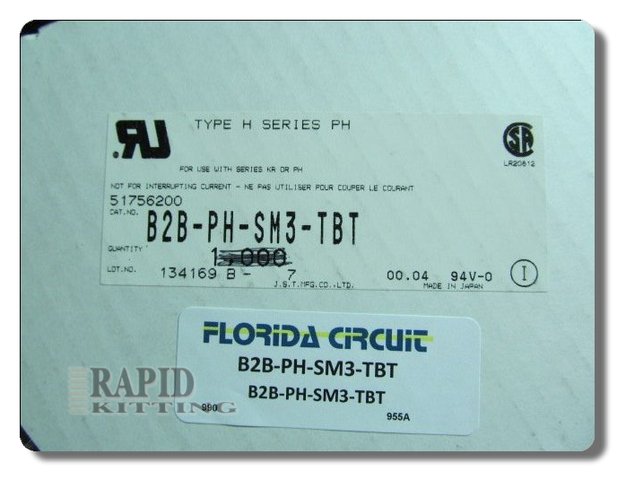 TYPE H SERIES PH
LR20812
FOR USE WITH SERIES KR OR PH
NOT FOR INTERRUPTING CURRENT - NE PAS UTILISER POUR COUPER LE COURANT
51756200
CAT.NO. B2B-PH-SM3-TBT
QUANTITY 1,000
LOT.NO. 134169 B - 7 00.04 94V-0 I
J.S.T.MFG.CO.,LTD. MADE IN JAPAN
FLORIDA CIRCUIT
B2B-PH-SM3-TBT
B2B-PH-SM3-TBT
RAPID
KITTING
990
955A